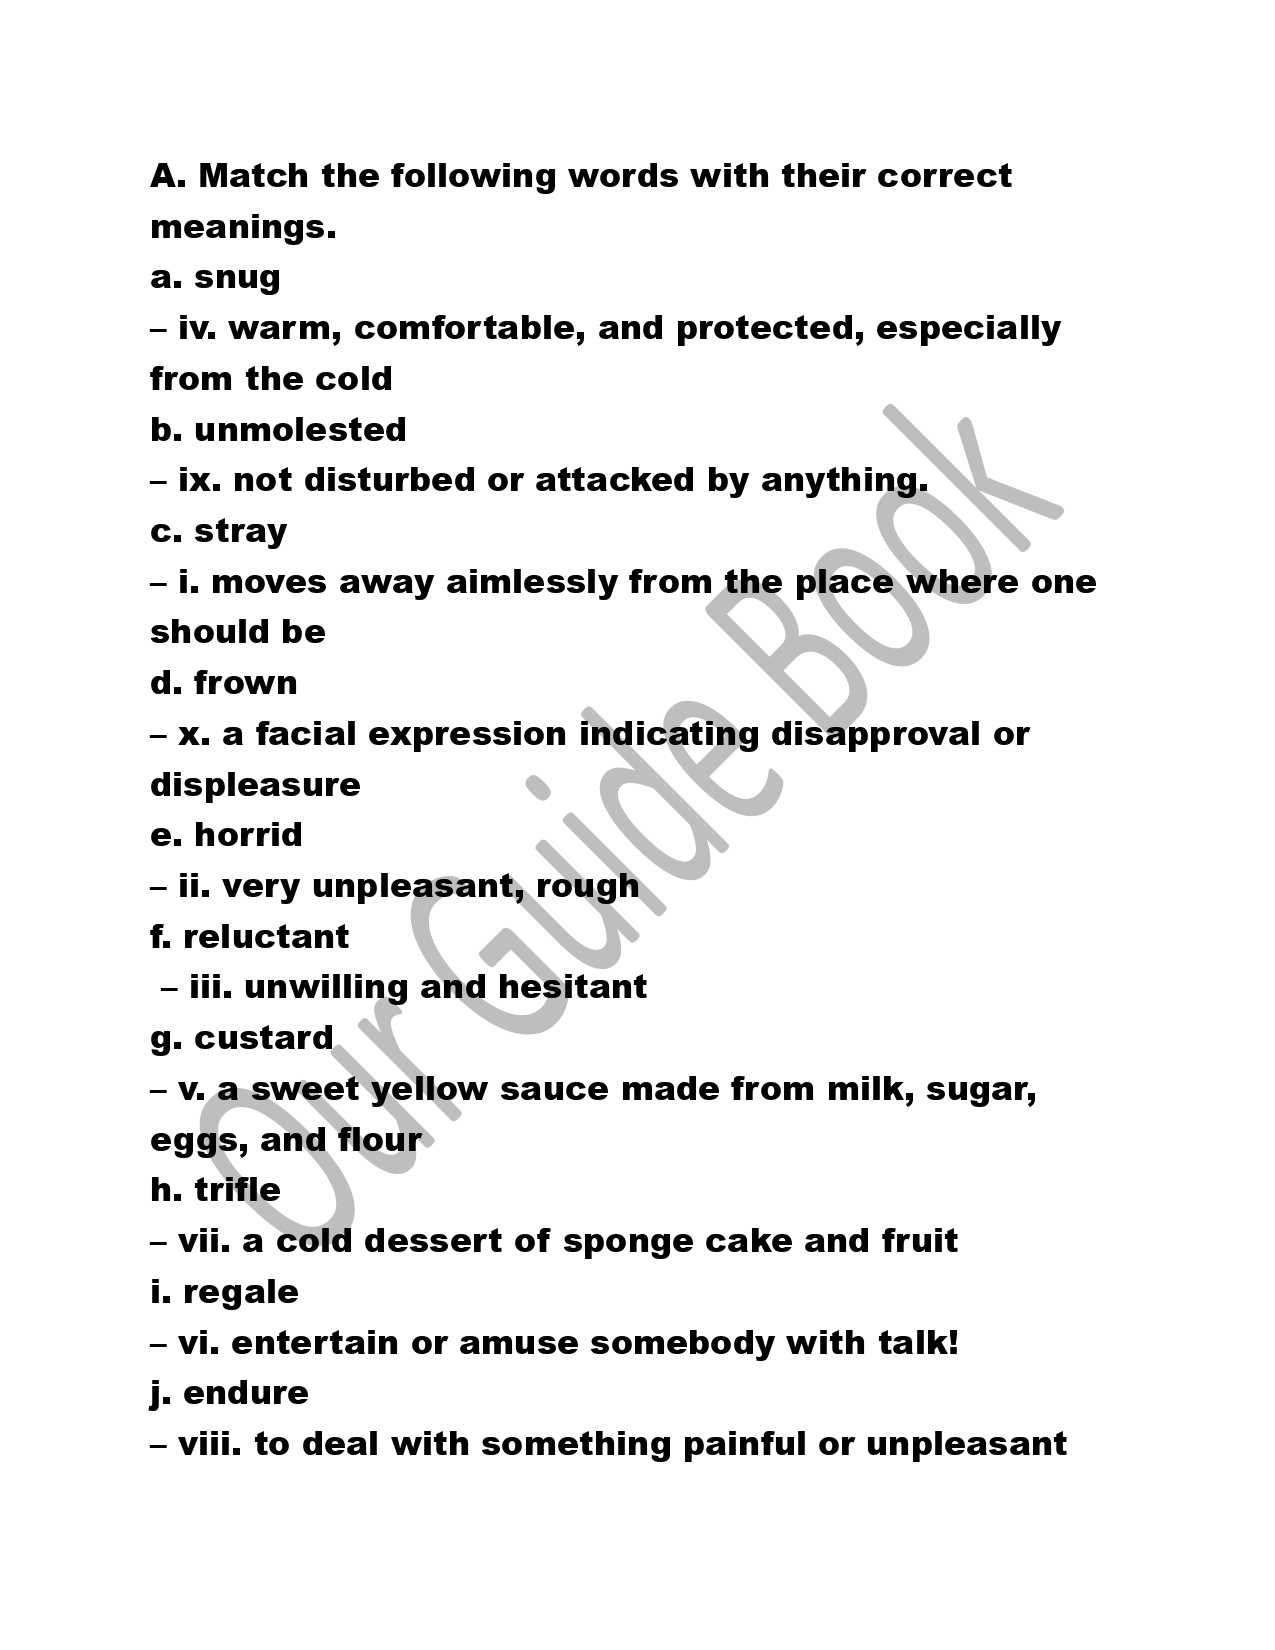 A. Match the following words with their correct
meanings.
a. snug
– iv. warm, comfortable, and protected, especially
from the cold
b. unmolested
– ix. not disturbed or attacked by anything.
c. stray
– i. moves away aimlessly from the place where one
should be
d. frown
– x. a facial expression indicating disapproval or
displeasure
e. horrid
– ii. very unpleasant, rough
f. reluctant
– iii. unwilling and hesitant
g. custard
– v. a sweet yellow sauce made from milk, sugar,
eggs, and flour
h. trifle
– vii. a cold dessert of sponge cake and fruit
i. regale
– vi. entertain or amuse somebody with talk!
j. endure
– viii. to deal with something painful or unpleasant
Our Guide Book